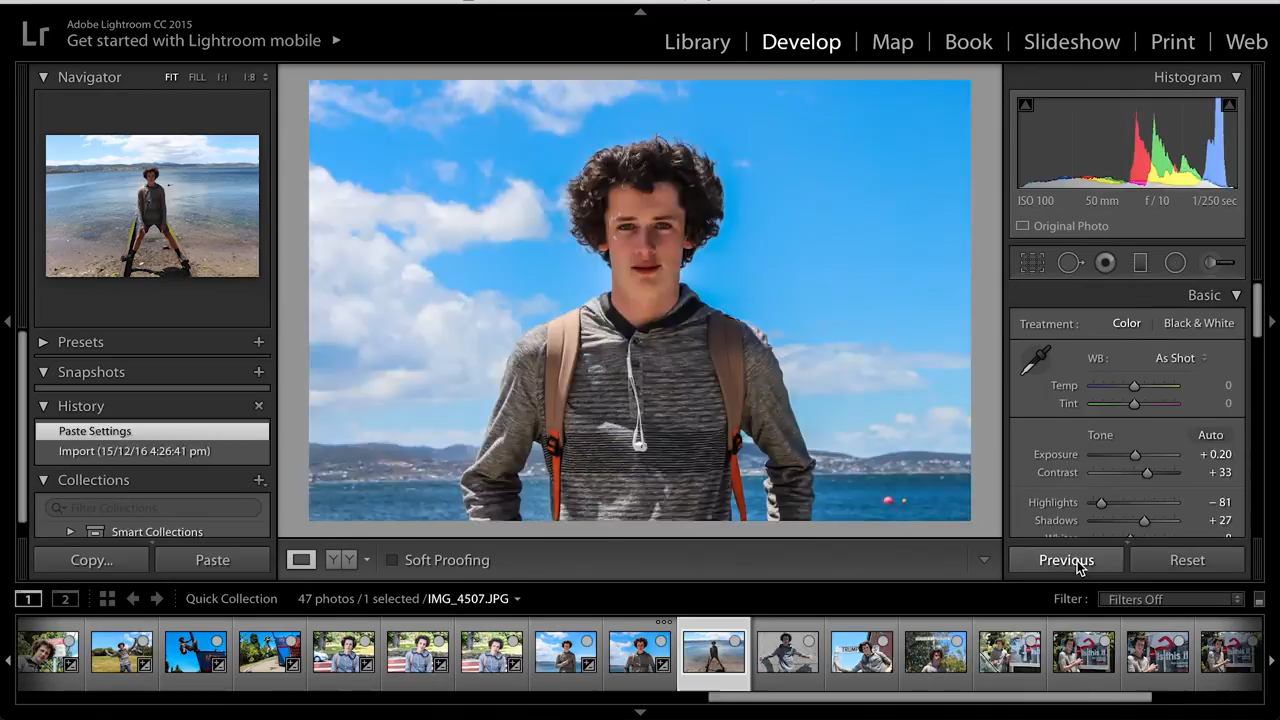 Lr
Adobe Lightroom CC 2015
Get started with Lightroom mobile
Library | Develop | Map | Book | Slideshow | Print | Web
Navigator FIT FILL 1:1 1:8
Histogram
ISO 100 50 mm f / 10 1/250 sec
Original Photo
Basic
Treatment : Color Black & White
WB : As Shot
Temp 0
Tint 0
Tone Auto
Exposure + 0.20
Contrast + 33
Highlights − 81
Shadows + 27
Presets
Snapshots
History
Paste Settings
Import (15/12/16 4:26:41 pm)
Collections
Filter Collections
Smart Collections
Copy... Paste
Y Y
Soft Proofing
Previous Reset
1 2 Quick Collection 47 photos / 1 selected / IMG_4507.JPG
Filter : Filters Off
TRUMP